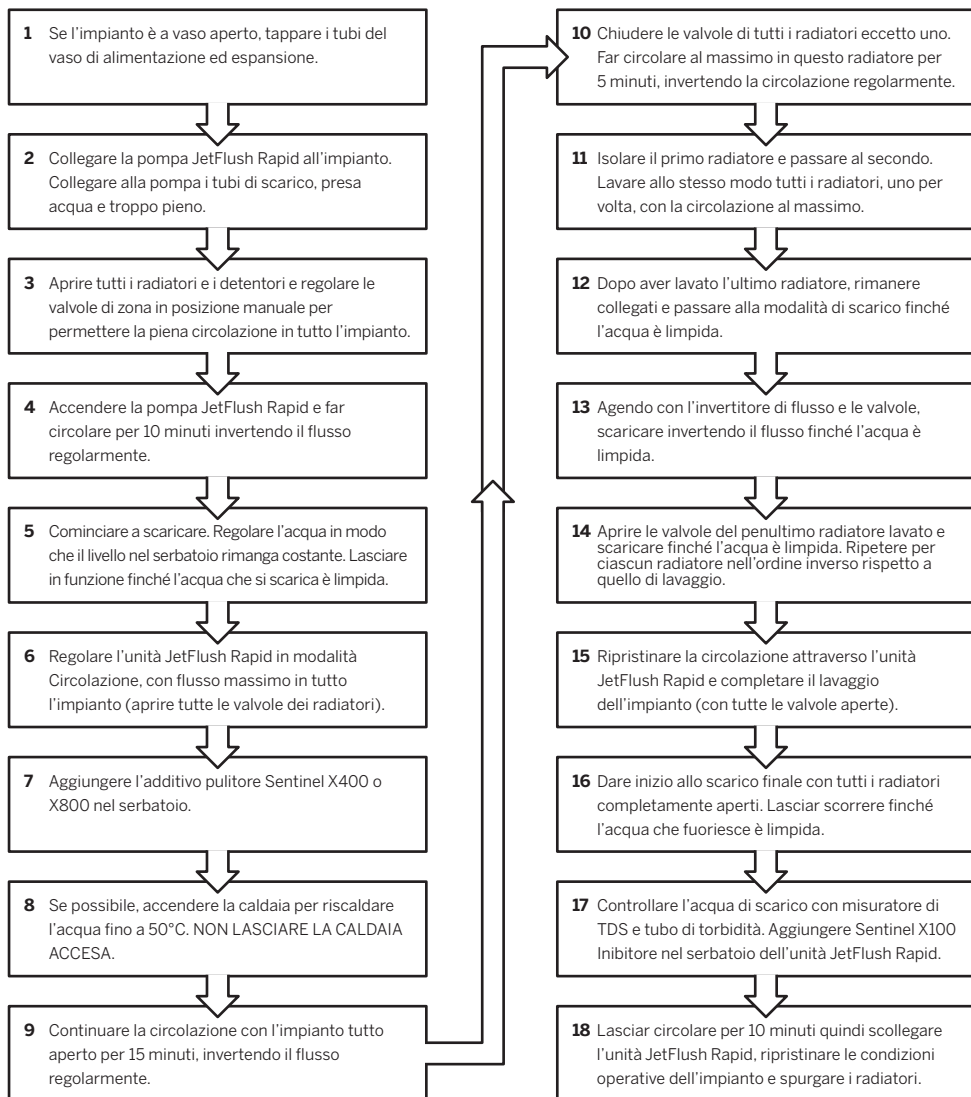 1 Se l'impianto è a vaso aperto, tappare i tubi del
vaso di alimentazione ed espansione.
2 Collegare la pompa JetFlush Rapid all'impianto.
Collegare alla pompa i tubi di scarico, presa
acqua e troppo pieno.
3 Aprire tutti i radiatori e i detentori e regolare le
valvole di zona in posizione manuale per
permettere la piena circolazione in tutto l'impianto.
4 Accendere la pompa JetFlush Rapid e far
circolare per 10 minuti invertendo il flusso
regolarmente.
5 Cominciare a scaricare. Regolare l'acqua in modo
che il livello nel serbatoio rimanga costante. Lasciare
in funzione finché l'acqua che si scarica è limpida.
6 Regolare l'unità JetFlush Rapid in modalità
Circolazione, con flusso massimo in tutto
l'impianto (aprire tutte le valvole dei radiatori).
7 Aggiungere l'additivo pulitore Sentinel X400 o
X800 nel serbatoio.
8 Se possibile, accendere la caldaia per riscaldare
l'acqua fino a 50°C. NON LASCIARE LA CALDAIA
ACCESA.
9 Continuare la circolazione con l'impianto tutto
aperto per 15 minuti, invertendo il flusso
regolarmente.
10 Chiudere le valvole di tutti i radiatori eccetto uno.
Far circolare al massimo in questo radiatore per
5 minuti, invertendo la circolazione regolarmente.
11 Isolare il primo radiatore e passare al secondo.
Lavare allo stesso modo tutti i radiatori, uno per
volta, con la circolazione al massimo.
12 Dopo aver lavato l'ultimo radiatore, rimanere
collegati e passare alla modalità di scarico finché
l'acqua è limpida.
13 Agendo con l'invertitore di flusso e le valvole,
scaricare invertendo il flusso finché l'acqua è
limpida.
14 Aprire le valvole del penultimo radiatore lavato e
scaricare finché l'acqua è limpida. Ripetere per
ciascun radiatore nell'ordine inverso rispetto a
quello di lavaggio.
15 Ripristinare la circolazione attraverso l'unità
JetFlush Rapid e completare il lavaggio
dell'impianto (con tutte le valvole aperte).
16 Dare inizio allo scarico finale con tutti i radiatori
completamente aperti. Lasciar scorrere finché
l'acqua che fuoriesce è limpida.
17 Controllare l'acqua di scarico con misuratore di
TDS e tubo di torbidità. Aggiungere Sentinel X100
Inibitore nel serbatoio dell'unità JetFlush Rapid.
18 Lasciar circolare per 10 minuti quindi scollegare
l'unità JetFlush Rapid, ripristinare le condizioni
operative dell'impianto e spurgare i radiatori.